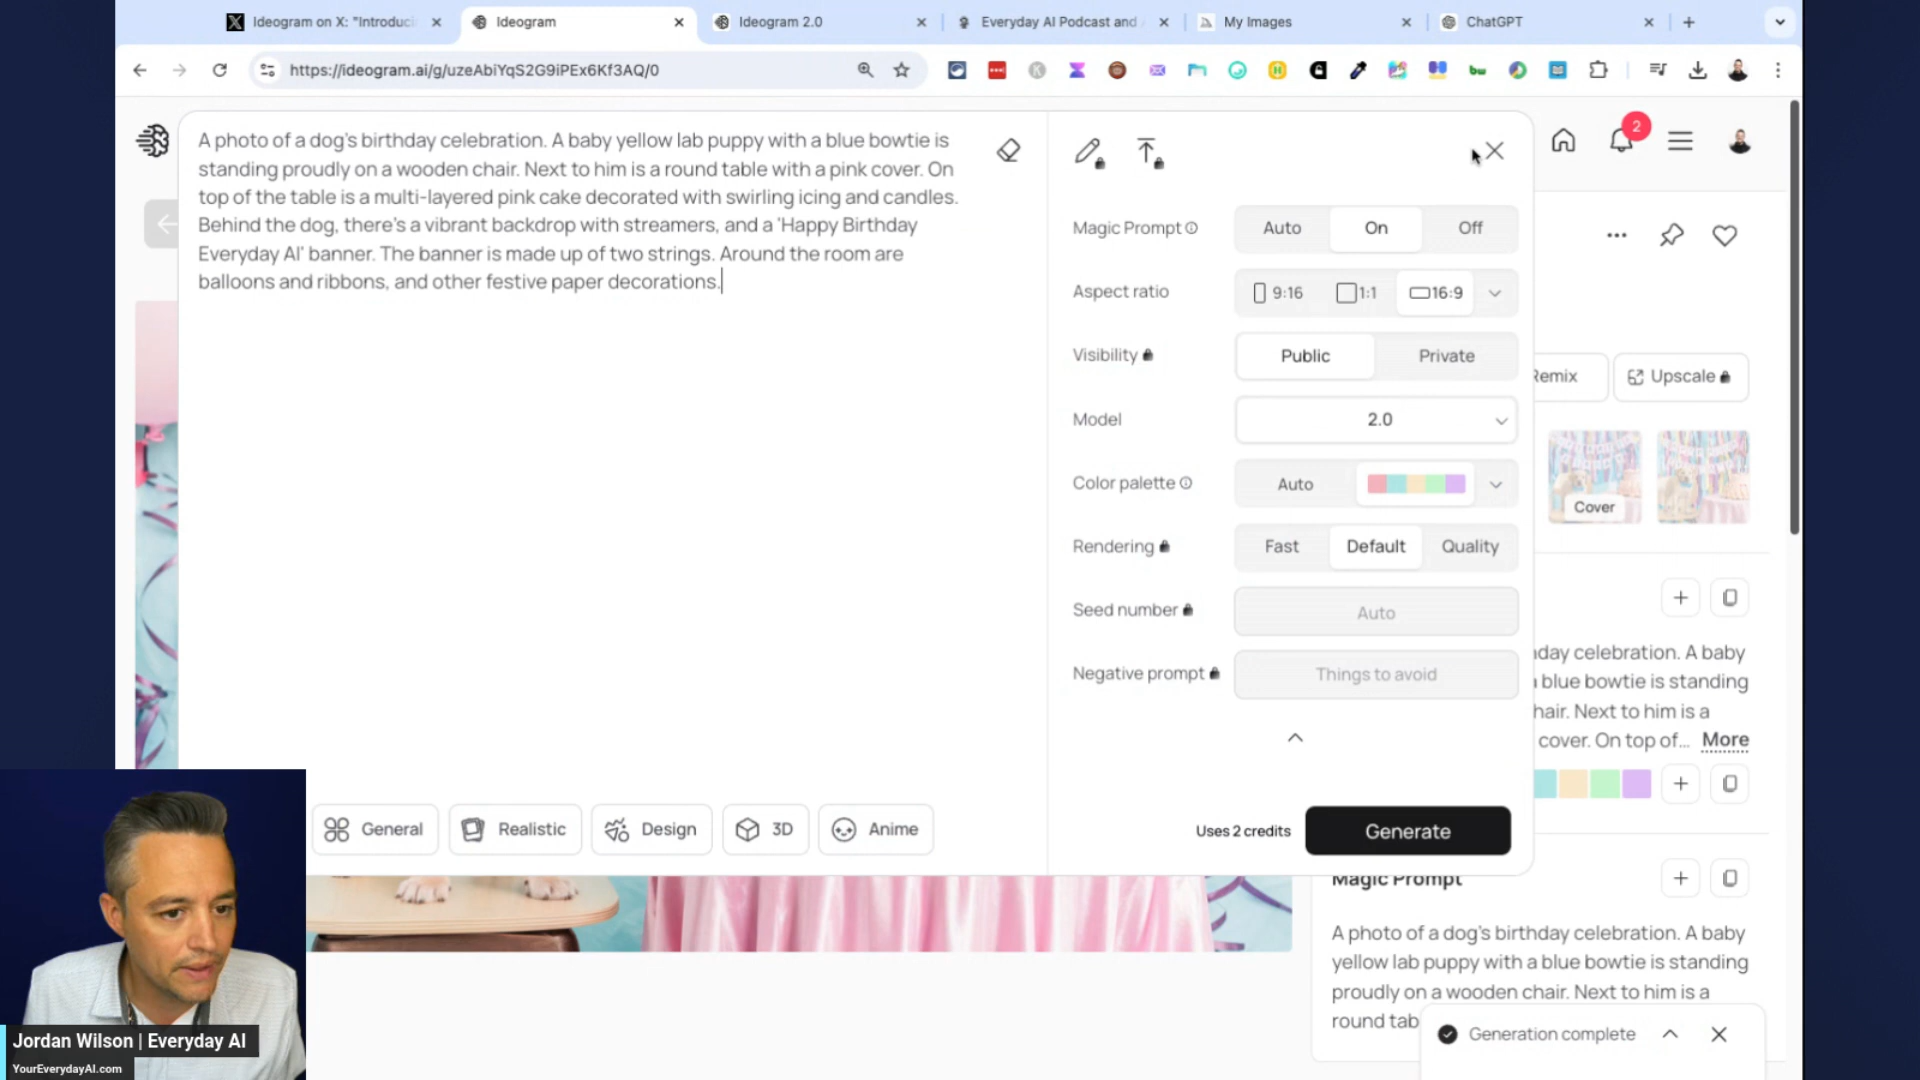 Ideogram on X: "Introduci
Ideogram
Ideogram 2.0
Everyday AI Podcast and
My Images
ChatGPT
https://ideogram.ai/g/uzeAbiYqS2G9iPEx6Kf3AQ/0
A photo of a dog's birthday celebration. A baby yellow lab puppy with a blue bowtie is
standing proudly on a wooden chair. Next to him is a round table with a pink cover. On
top of the table is a multi-layered pink cake decorated with swirling icing and candles.
Behind the dog, there's a vibrant backdrop with streamers, and a 'Happy Birthday
Everyday AI' banner. The banner is made up of two strings. Around the room are
balloons and ribbons, and other festive paper decorations.
2
Magic Prompt
Auto
On
Off
Aspect ratio
9:16
1:1
16:9
Visibility
Public
Private
Model
2.0
Color palette
Auto
Rendering
Fast
Default
Quality
Seed number
Auto
Negative prompt
Things to avoid
General
Realistic
Design
3D
Anime
Uses 2 credits
Generate
Remix
Upscale
Cover
day celebration. A baby
blue bowtie is standing
hair. Next to him is a
cover. On top of... More
Magic Prompt
A photo of a dog's birthday celebration. A baby
yellow lab puppy with a blue bowtie is standing
proudly on a wooden chair. Next to him is a
round tab
Generation complete
Jordan Wilson | Everyday AI
YourEverydayAI.com